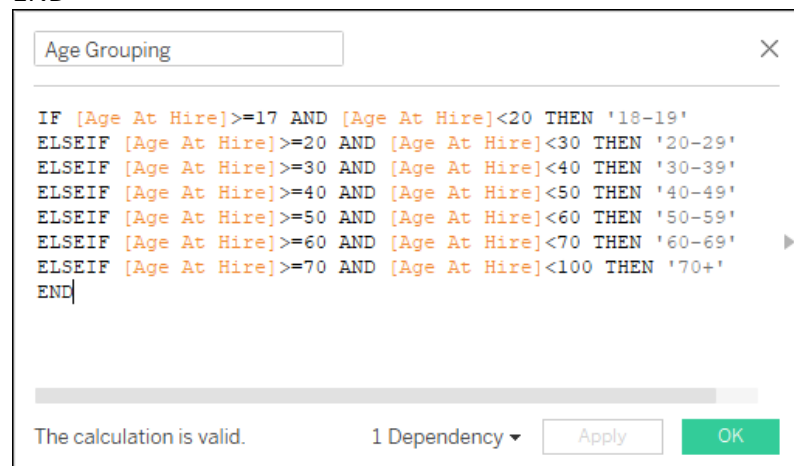 END
Age Grouping
IF [Age At Hire]>=17 AND [Age At Hire]<20 THEN '18-19'
ELSEIF [Age At Hire]>=20 AND [Age At Hire]<30 THEN '20-29'
ELSEIF [Age At Hire]>=30 AND [Age At Hire]<40 THEN '30-39'
ELSEIF [Age At Hire]>=40 AND [Age At Hire]<50 THEN '40-49'
ELSEIF [Age At Hire]>=50 AND [Age At Hire]<60 THEN '50-59'
ELSEIF [Age At Hire]>=60 AND [Age At Hire]<70 THEN '60-69'
ELSEIF [Age At Hire]>=70 AND [Age At Hire]<100 THEN '70+'
END
The calculation is valid. 1 Dependency Apply OK